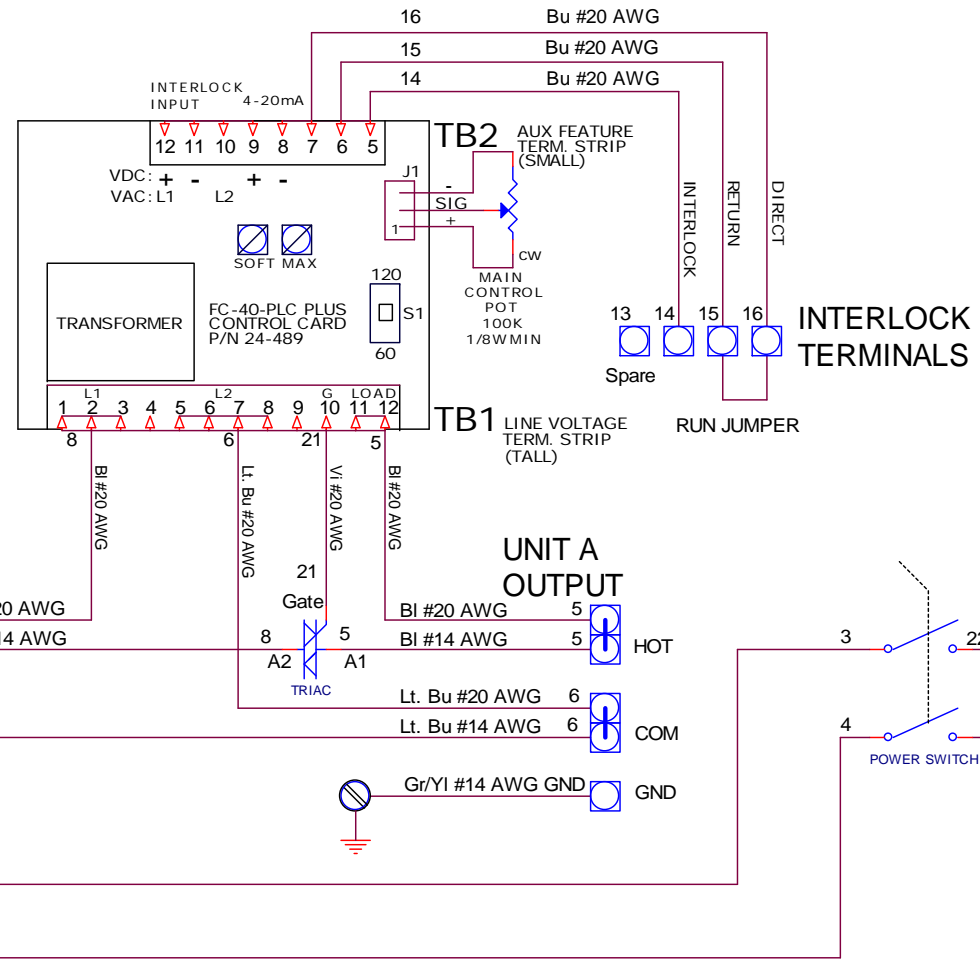 16 Bu #20 AWG
15 Bu #20 AWG
14 Bu #20 AWG
INTERLOCK
INPUT
4-20mA
12 11 10 9 8 7 6 5
TB2
AUX FEATURE
TERM. STRIP
(SMALL)
VDC: + - + -
VAC: L1 L2
J1
-
SIG
+
1
cw
MAIN
CONTROL
POT
100K
1/8W MIN
SOFT MAX
INTERLOCK
RETURN
DIRECT
TRANSFORMER
FC-40-PLC PLUS
CONTROL CARD
P/N 24-489
120
S1
60
13 14 15 16
Spare
INTERLOCK
TERMINALS
RUN JUMPER
L1 L2 G LOAD
1 2 3 4 5 6 7 8 9 10 11 12
8 6 21 5
TB1
LINE VOLTAGE
TERM. STRIP
(TALL)
Bl #20 AWG
Lt. Bu #20 AWG
Vi #20 AWG
Bl #20 AWG
UNIT A
OUTPUT
21
Gate
8 5
A2 A1
TRIAC
0 AWG
4 AWG
Bl #20 AWG 5
Bl #14 AWG 5
HOT
Lt. Bu #20 AWG 6
Lt. Bu #14 AWG 6
COM
Gr/Yl #14 AWG GND
GND
3 22
4
POWER SWITCH